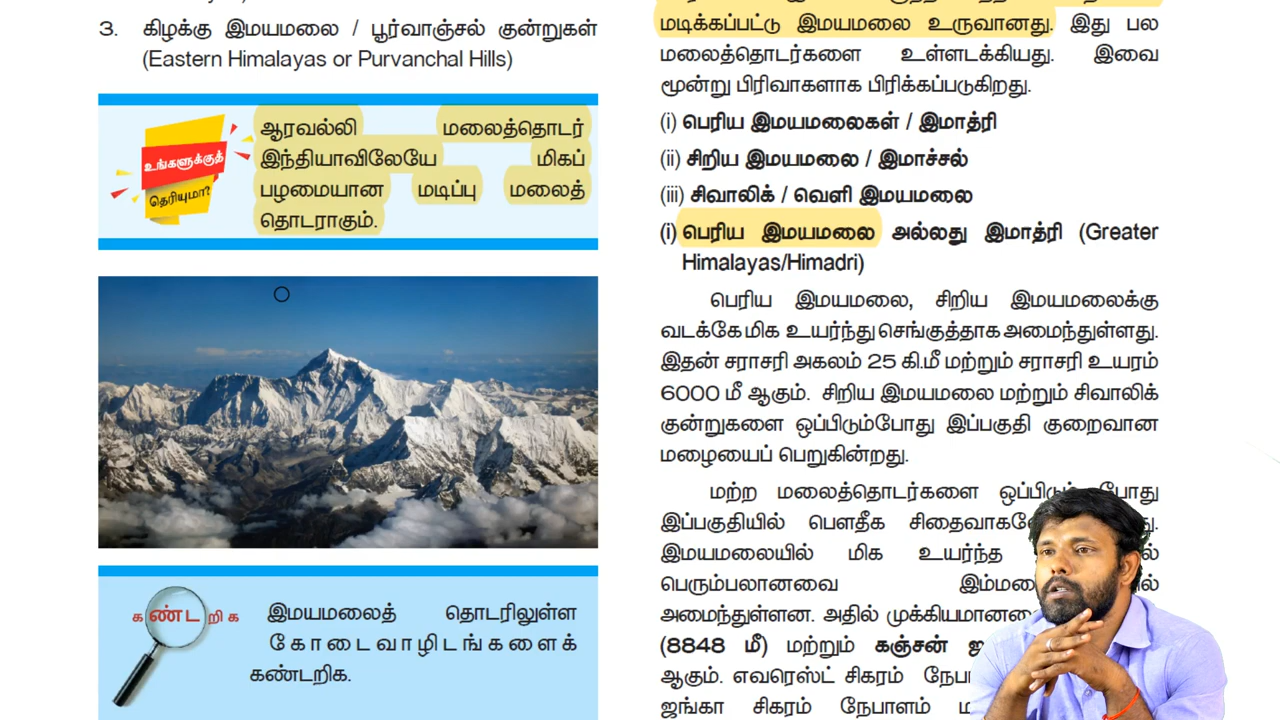 3. கிழக்கு இமயமலை / பூர்வாஞ்சல் குன்றுகள்
(Eastern Himalayas or Purvanchal Hills)
உங்களுக்குத்
தெரியுமா?
ஆரவல்லி மலைத்தொடர்
இந்தியாவிலேயே மிகப்
பழமையான மடிப்பு மலைத்
தொடராகும்.
கண்டறிக
இமயமலைத் தொடரிலுள்ள
கோடைவாழிடங்களைக்
கண்டறிக.
மடிக்கப்பட்டு இமயமலை உருவானது. இது பல
மலைத்தொடர்களை உள்ளடக்கியது. இவை
மூன்று பிரிவாகளாக பிரிக்கப்படுகிறது.
(i) பெரிய இமயமலைகள் / இமாத்ரி
(ii) சிறிய இமயமலை / இமாச்சல்
(iii) சிவாலிக் / வெளி இமயமலை
(i) பெரிய இமயமலை அல்லது இமாத்ரி (Greater
Himalayas/Himadri)
பெரிய இமயமலை, சிறிய இமயமலைக்கு
வடக்கே மிக உயர்ந்து செங்குத்தாக அமைந்துள்ளது.
இதன் சராசரி அகலம் 25 கி.மீ மற்றும் சராசரி உயரம்
6000 மீ ஆகும். சிறிய இமயமலை மற்றும் சிவாலிக்
குன்றுகளை ஒப்பிடும்போது இப்பகுதி குறைவான
மழையைப் பெறுகின்றது.
மற்ற மலைத்தொடர்களை ஒப்பிடும் போது
இப்பகுதியில் பௌதீக
இமயமலையில் மிக உயர்ந்த
பெரும்பாலானவை
அமைந்துள்ளன. அதில்
(8848 மீ) மற்றும் கஞ்சன்
ஆகும். எவரெஸ்ட் சிகரம்
ஜங்கா சிகரம் நேபாளம்